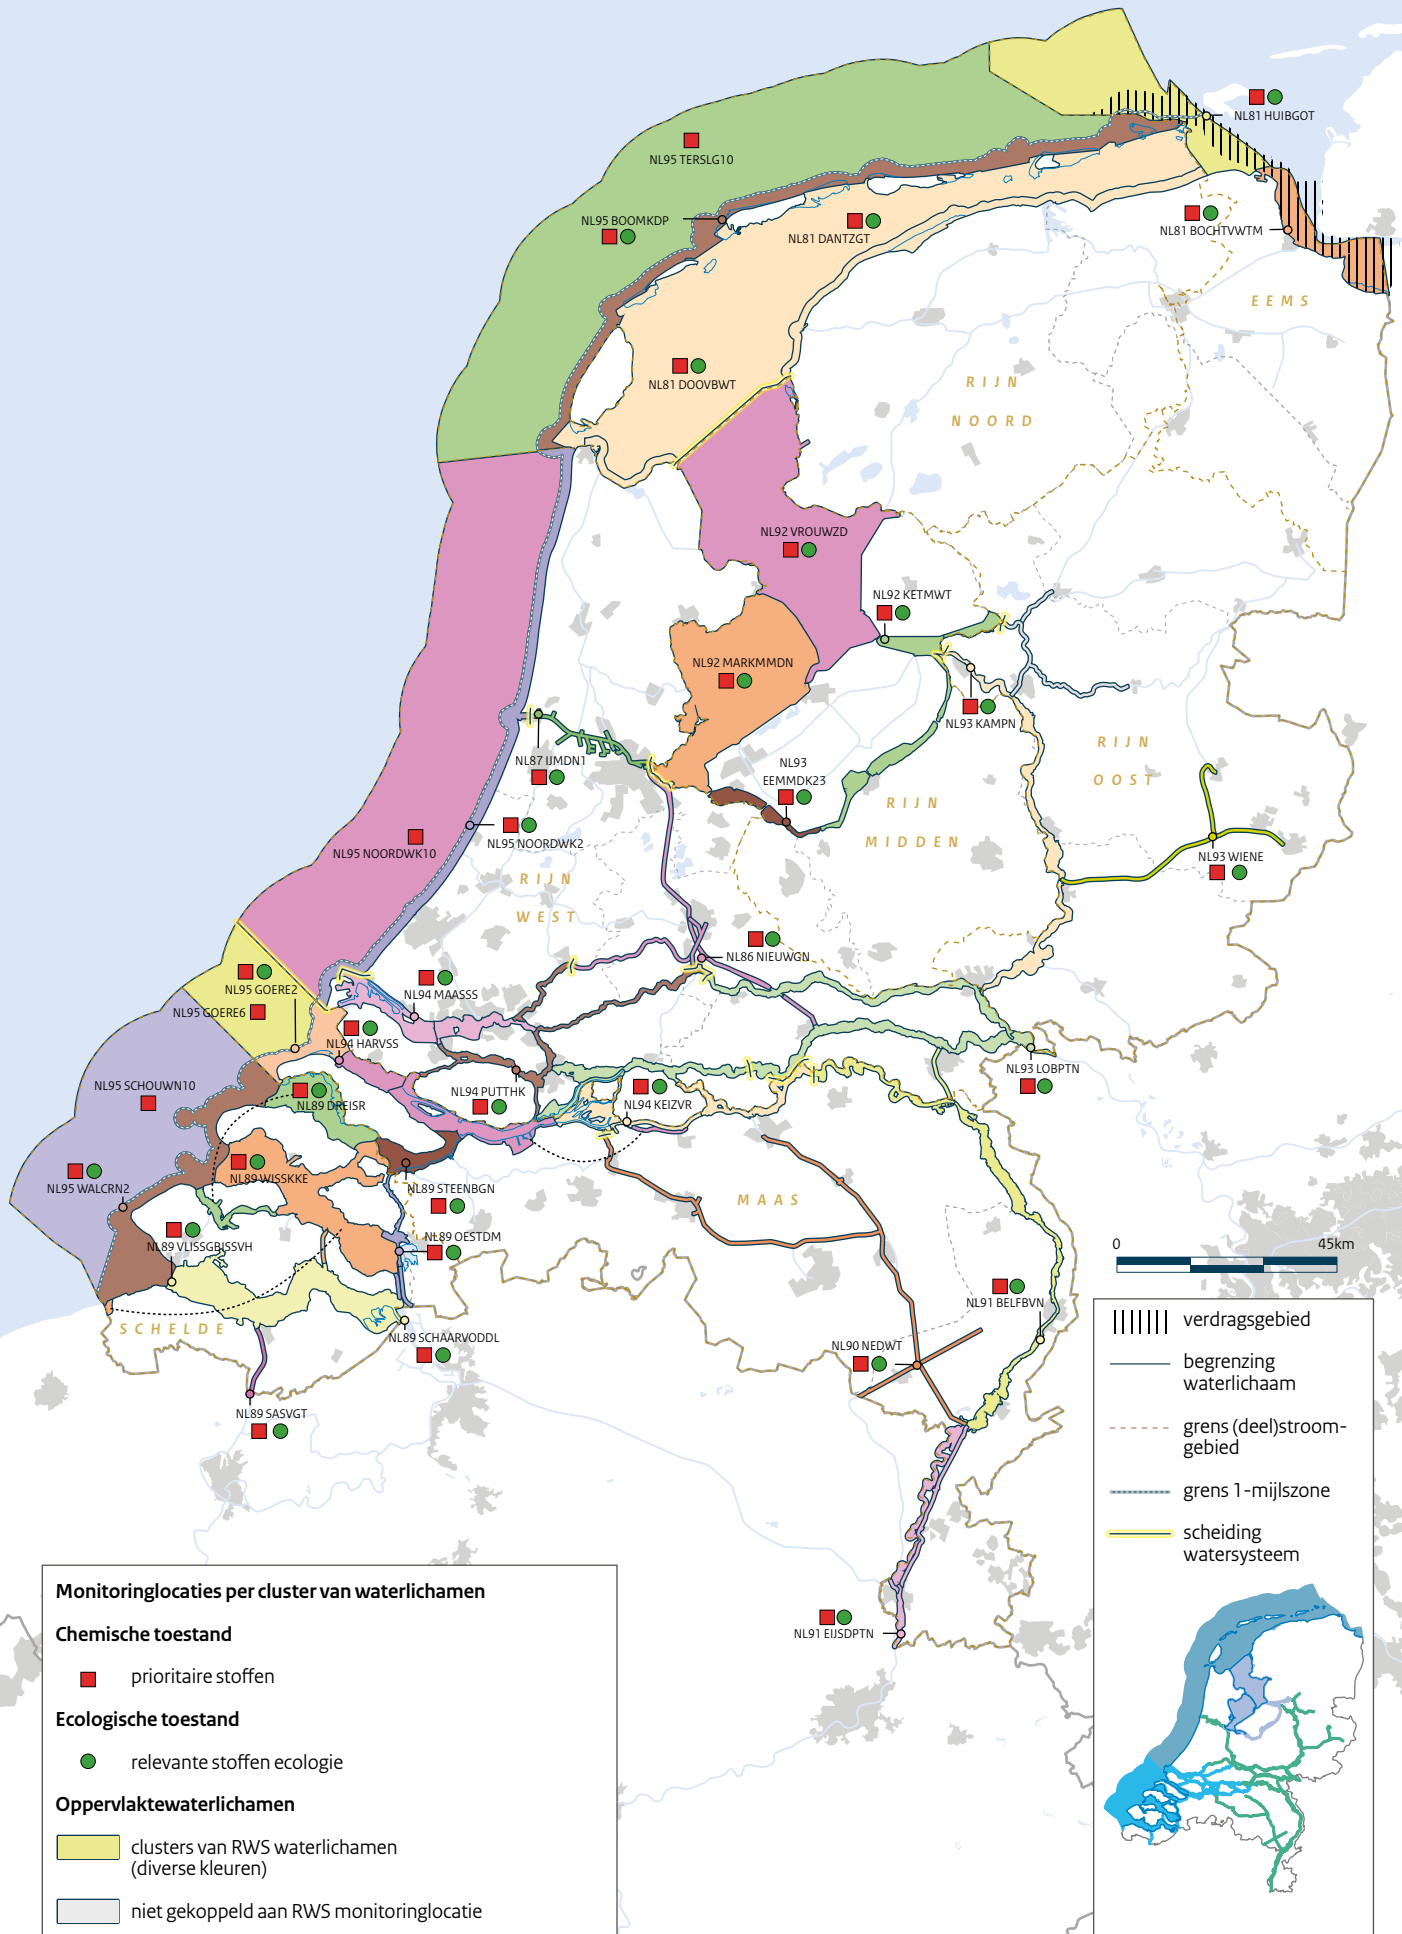 NL81 HUIBGOT
NL95 TERSLG10
NL95 BOOMKDP
NL81 DANTZGT
NL81 BOCHTVWTM
EEMS
NL81 DOOVBWT
RIJN
NOORD
NL92 VROUWZD
NL92 KETMWT
NL92 MARKMMDN
NL93 KAMPN
NL87 IJMDN1
NL93
EEMMDK23
RIJN
OOST
RIJN
MIDDEN
NL95 NOORDWK2
NL95 NOORDWK10
NL93 WIENE
RIJN
WEST
NL86 NIEUWGN
NL95 GOERE2
NL94 MAASSS
NL95 GOERE6
NL94 HARVSS
NL93 LOBPTN
NL95 SCHOUWN10
NL94 PUTTHK
NL94 KEIZVR
NL89 DREISR
NL89 WISSKKE
NL95 WALCRN2
NL89 STEENBGN
MAAS
NL89 OESTDM
NL89 VLISSGBISSVH
0 45km
NL91 BELFBVN
SCHELDE
NL89 SCHAARVODDL
NL90 NEDWT
NL89 SASVGT
NL91 EIJSDPTN
verdragsgebied
begrenzing
waterlichaam
grens (deel)stroom-
gebied
grens 1-mijlszone
scheiding
watersysteem
Monitoringlocaties per cluster van waterlichamen
Chemische toestand
prioritaire stoffen
Ecologische toestand
relevante stoffen ecologie
Oppervlaktewaterlichamen
clusters van RWS waterlichamen
(diverse kleuren)
niet gekoppeld aan RWS monitoringlocatie